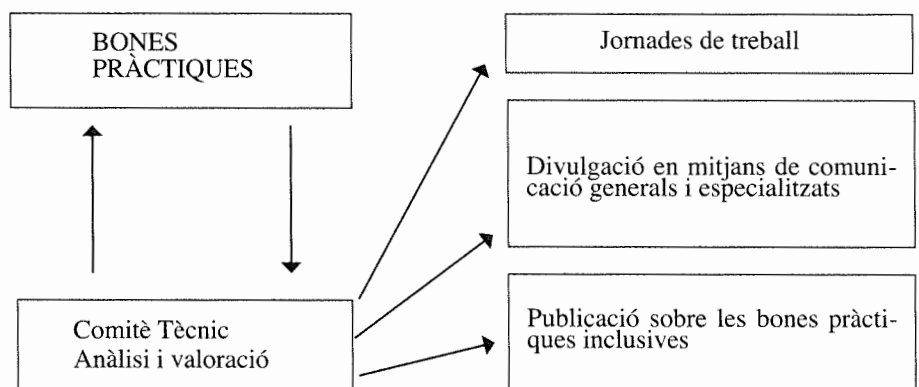 BONES
PRÀCTIQUES
Jornades de treball
Divulgació en mitjans de comuni-
cació generals i especialitzats
Comitè Tècnic
Anàlisi i valoració
Publicació sobre les bones pràcti-
ques inclusives